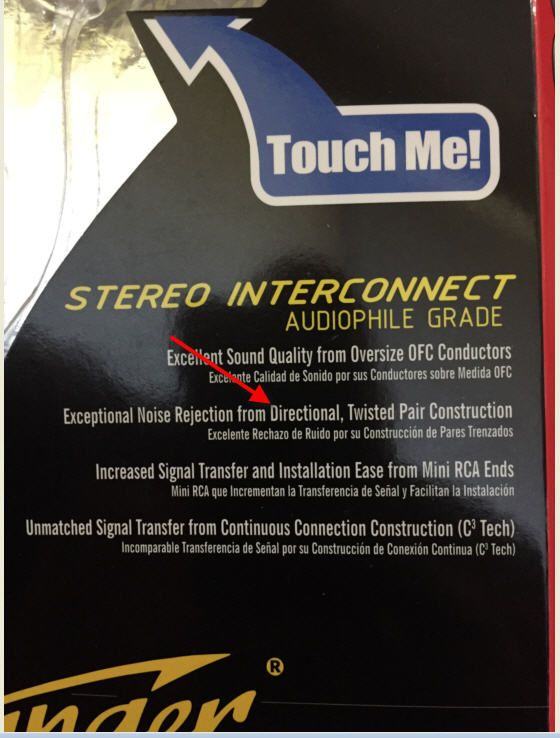 Touch Me!
STEREO INTERCONNECT
AUDIOPHILE GRADE
Excellent Sound Quality from Oversize OFC Conductors
Excelente Calidad de Sonido por sus Conductores sobre Medida OFC
Exceptional Noise Rejection from Directional, Twisted Pair Construction
Excelente Rechazo de Ruido por su Construcción de Pares Trenzados
Increased Signal Transfer and Installation Ease from Mini RCA Ends
Mini RCA que Incrementan la Transferencia de Señal y Facilitan la Instalación
Unmatched Signal Transfer from Continuous Connection Construction (C³ Tech)
Incomparable Transferencia de Señal por su Construcción de Conexión Continua (C³ Tech)
®